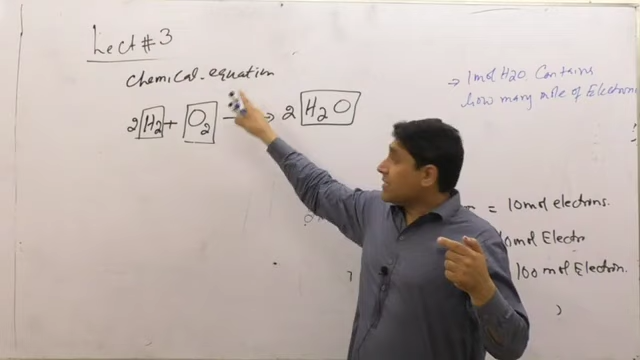 Lect #3
chemical equation
2 H2 + O2 → 2 H2O
→ 1mol H2O Contains
how many mole of Electron
= 10mol electrons.
10mol Electro
100 mol Electron.